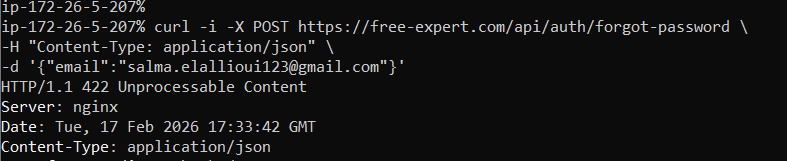 ip-172-26-5-207%
ip-172-26-5-207% curl -i -X POST https://free-expert.com/api/auth/forgot-password \
-H "Content-Type: application/json" \
-d '{"email":"salma.elallioui123@gmail.com"}'
HTTP/1.1 422 Unprocessable Content
Server: nginx
Date: Tue, 17 Feb 2026 17:33:42 GMT
Content-Type: application/json